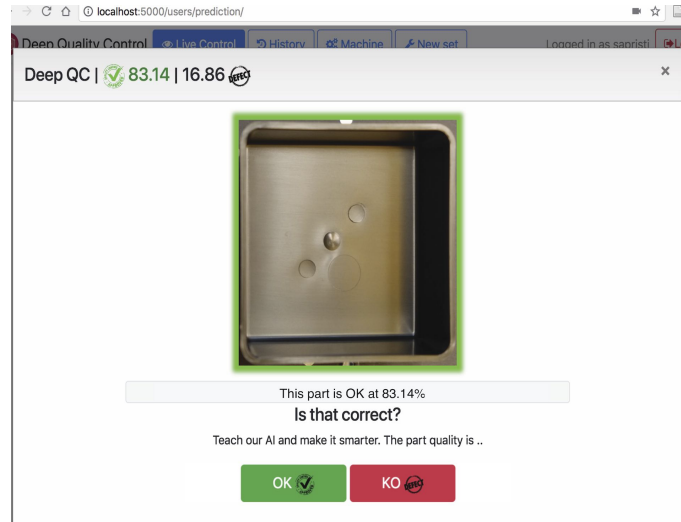 localhost:5000/users/prediction/
Deep Quality Control Live Control History Machine New set Logged in as sapristi
Deep QC | 83.14 | 16.86 DEFECT
×
This part is OK at 83.14%
Is that correct?
Teach our AI and make it smarter. The part quality is ..
OK KO DEFECT